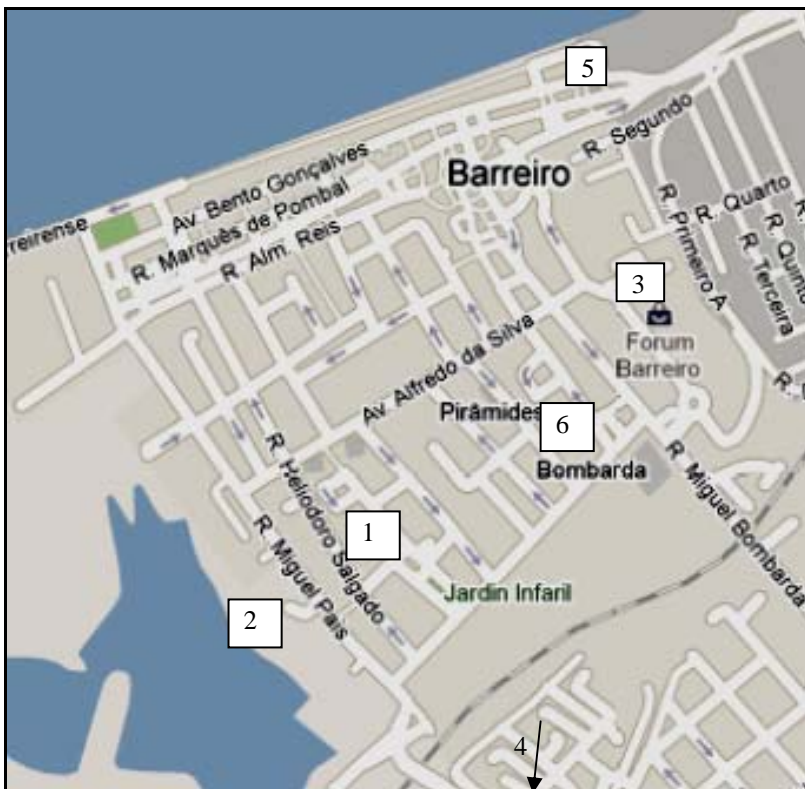 5
R. Segundo
Av. Bento Gonçalves
Barreiro
R. Marquês de Pombal
R. Quarto
reirense
R. Primeiro A
R. Alm. Reis
R. Terceira
3
Forum
Barreiro
Av. Alfredo da Silva
Pirâmides
6
Bombarda
R. Miguel Bombarda
R. Heliodoro Salgado
1
R. Miguel Pais
Jardin Infaril
2
4